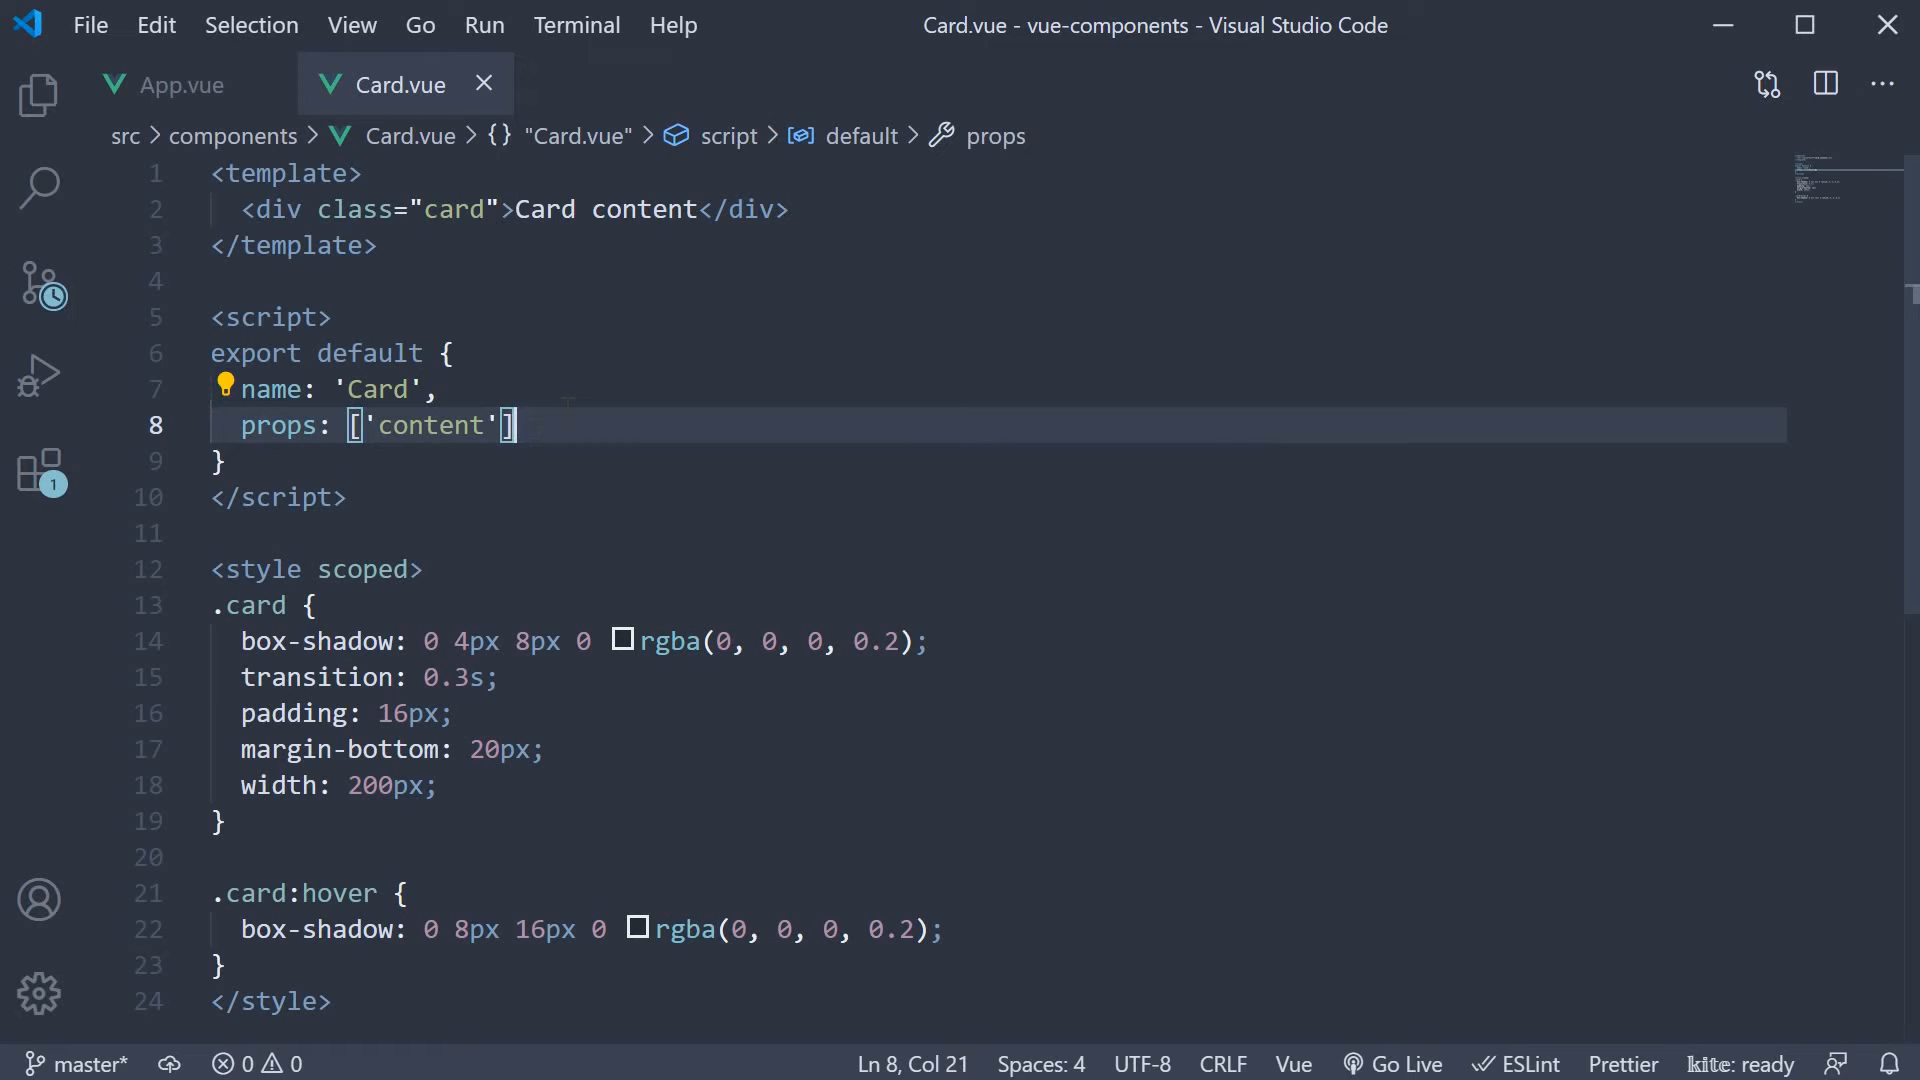 File Edit Selection View Go Run Terminal Help Card.vue - vue-components - Visual Studio Code
App.vue Card.vue
src > components > Card.vue > {} "Card.vue" > script > default > props
1 <template>
2 <div class="card">Card content</div>
3 </template>
4
5 <script>
6 export default {
7 name: 'Card',
8 props: ['content']
9 }
10 </script>
11
12 <style scoped>
13 .card {
14 box-shadow: 0 4px 8px 0 rgba(0, 0, 0, 0.2);
15 transition: 0.3s;
16 padding: 16px;
17 margin-bottom: 20px;
18 width: 200px;
19 }
20
21 .card:hover {
22 box-shadow: 0 8px 16px 0 rgba(0, 0, 0, 0.2);
23 }
24 </style>
1
master* 0 0 Ln 8, Col 21 Spaces: 4 UTF-8 CRLF Vue Go Live ESLint Prettier kite: ready